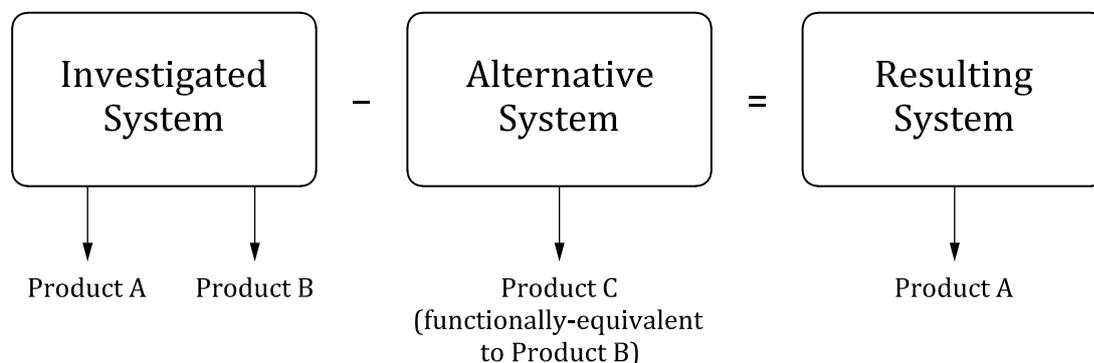 Investigated
System
–
Alternative
System
=
Resulting
System
Product A
Product B
Product C
(functionally-equivalent
to Product B)
Product A